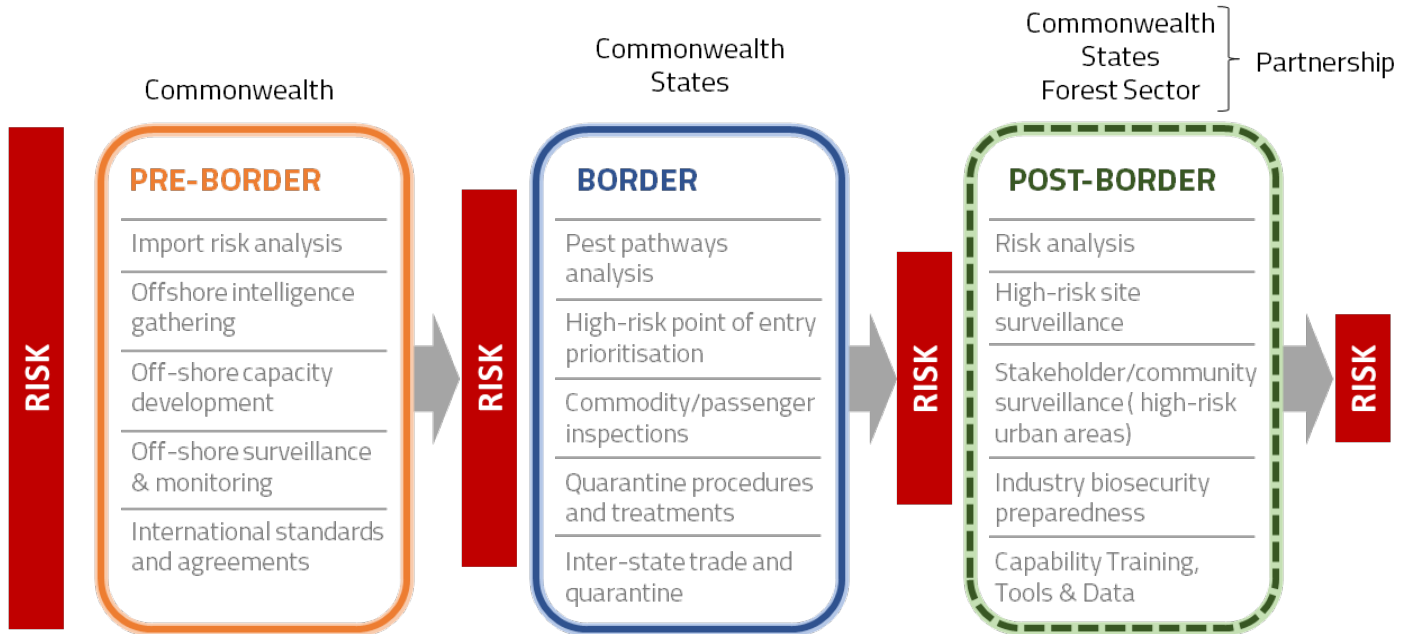 Commonwealth
Commonwealth
States
Commonwealth
States
Forest Sector
Partnership
RISK
PRE-BORDER
Import risk analysis
Offshore intelligence
gathering
Off-shore capacity
development
Off-shore surveillance
& monitoring
International standards
and agreements
RISK
BORDER
Pest pathways
analysis
High-risk point of entry
prioritisation
Commodity/passenger
inspections
Quarantine procedures
and treatments
Inter-state trade and
quarantine
RISK
POST-BORDER
Risk analysis
High-risk site
surveillance
Stakeholder/community
surveillance ( high-risk
urban areas)
Industry biosecurity
preparedness
Capability Training,
Tools & Data
RISK